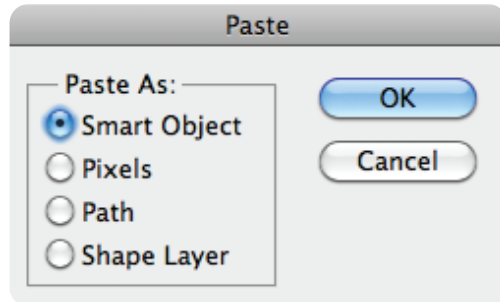 Paste
Paste As:
Smart Object
Pixels
Path
Shape Layer
OK
Cancel